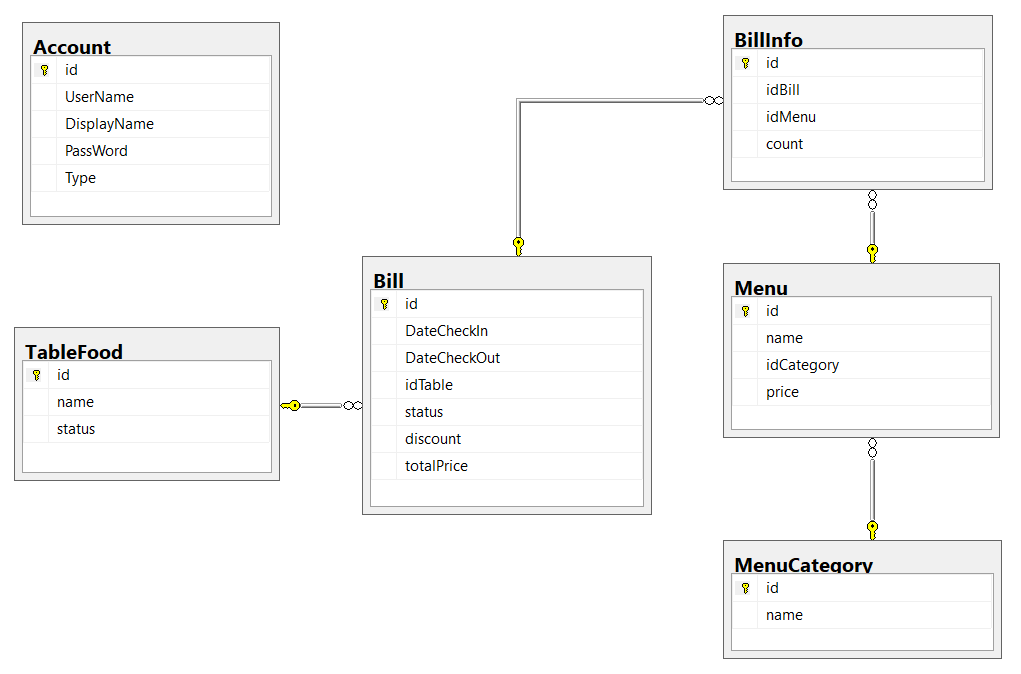 Account
id
UserName
DisplayName
PassWord
Type
BillInfo
id
idBill
idMenu
count
Bill
id
DateCheckIn
DateCheckOut
idTable
status
discount
totalPrice
Menu
id
name
idCategory
price
TableFood
id
name
status
MenuCategory
id
name